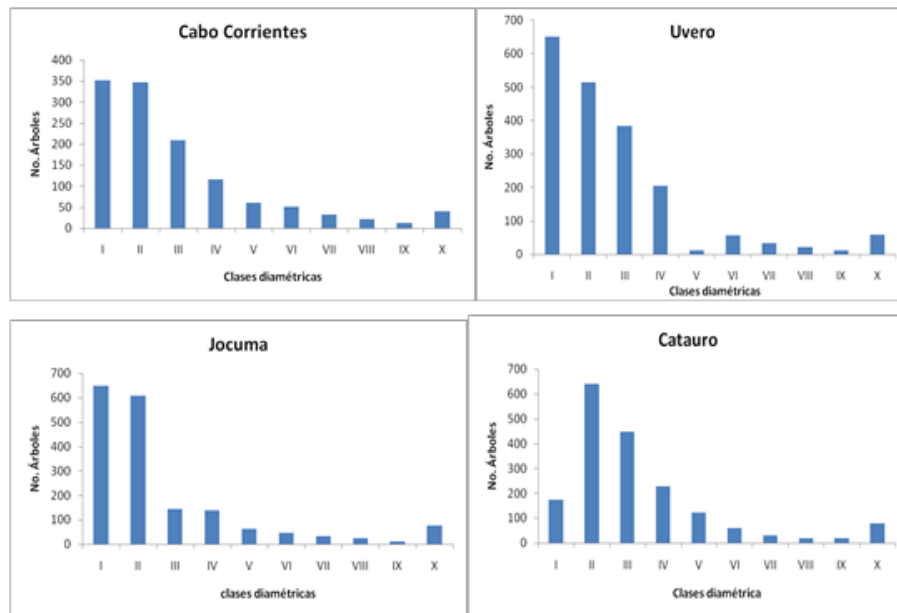 Cabo Corrientes
No. Árboles
400
350
300
250
200
150
100
50
0
I II III IV V VI VII VIII IX X
Clases diamétricas
Uvero
No. Árboles
700
600
500
400
300
200
100
0
I II III IV V VI VII VIII IX X
Clases diamétricas
Jocuma
No. Árboles
700
600
500
400
300
200
100
0
I II III IV V VI VII VIII IX X
clases diamétricas
Catauro
No. Árboles
700
600
500
400
300
200
100
0
I II III IV V VI VII VIII IX X
Clases diamétrica